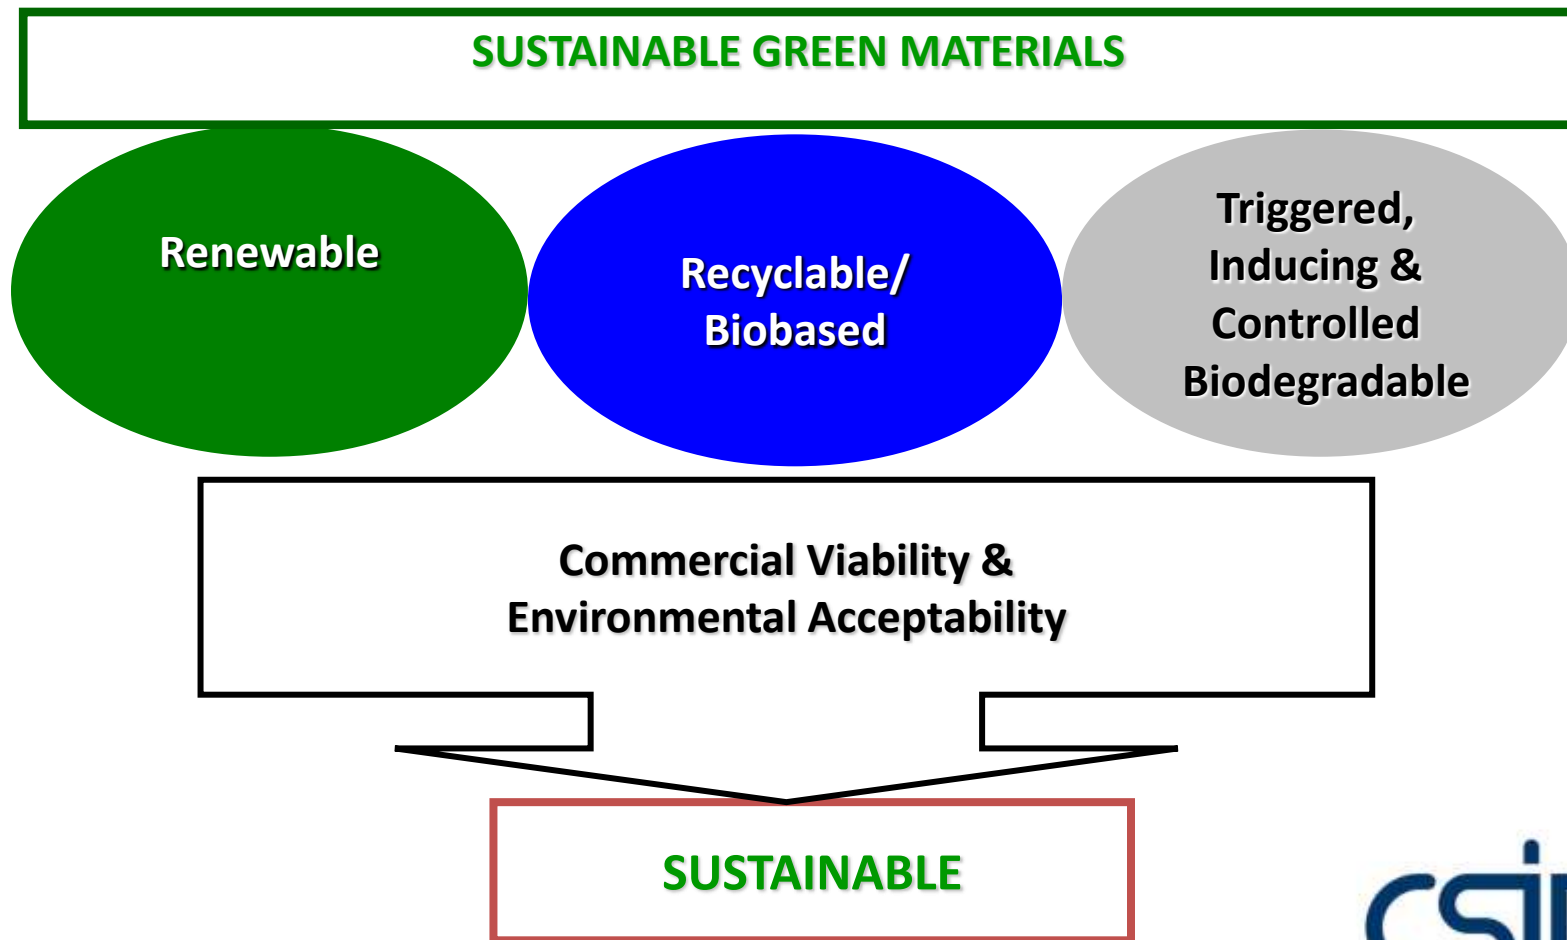 SUSTAINABLE GREEN MATERIALS
Renewable
Recyclable/
Biobased
Triggered,
Inducing &
Controlled
Biodegradable
Commercial Viability &
Environmental Acceptability
SUSTAINABLE